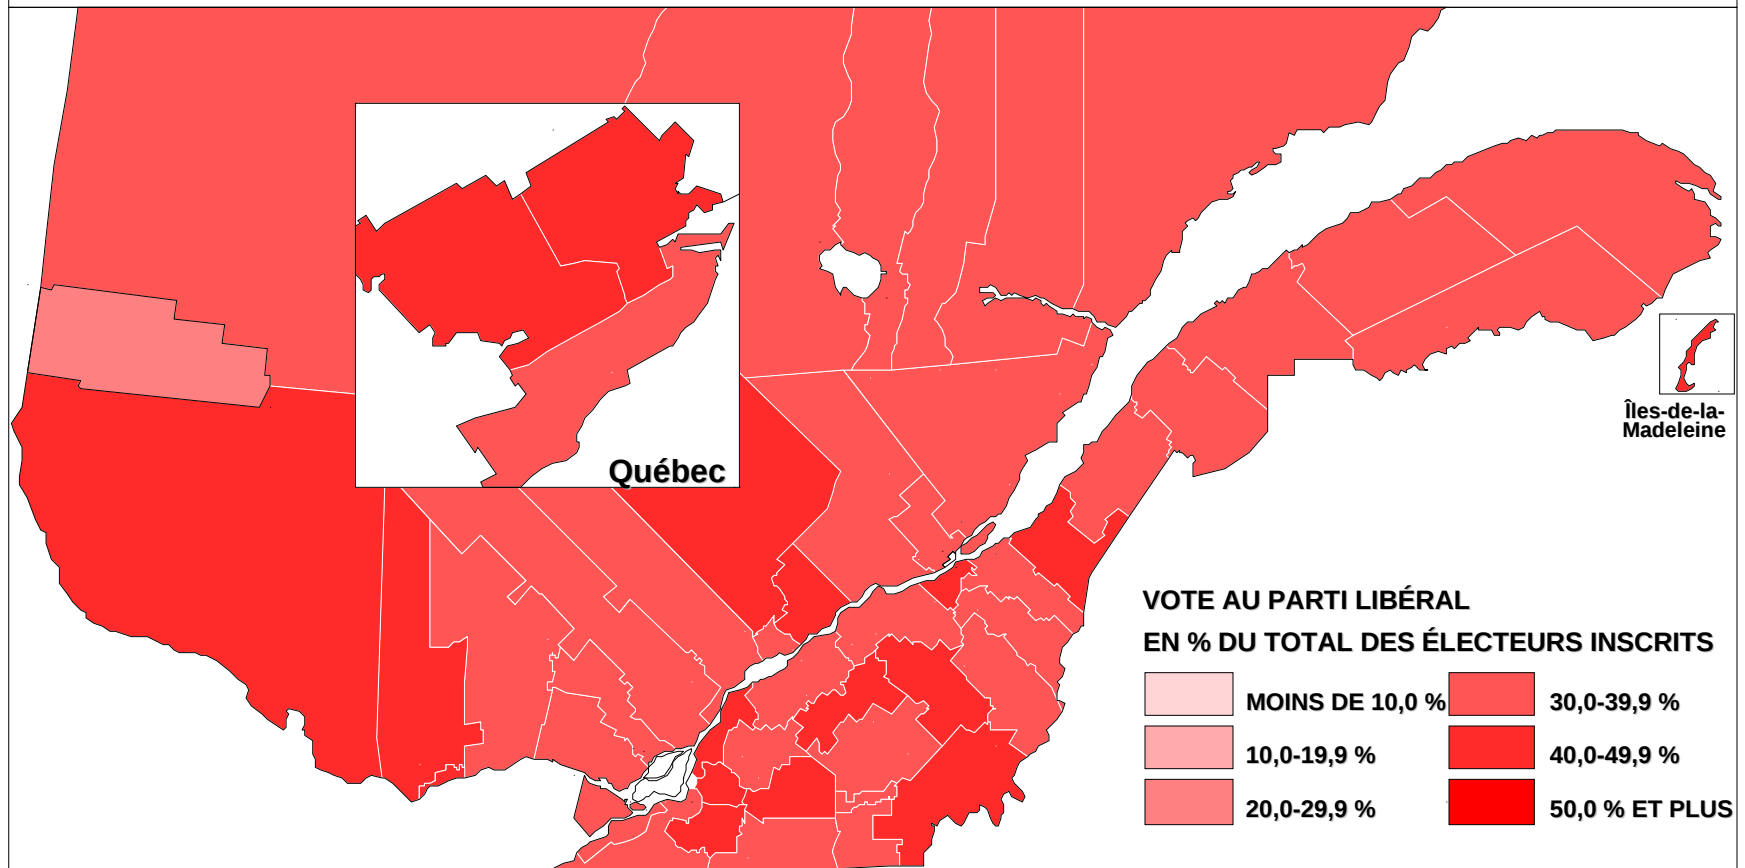 Québec
Îles-de-la-
Madeleine
VOTE AU PARTI LIBÉRAL
EN % DU TOTAL DES ÉLECTEURS INSCRITS
MOINS DE 10,0 %
30,0-39,9 %
10,0-19,9 %
40,0-49,9 %
20,0-29,9 %
50,0 % ET PLUS